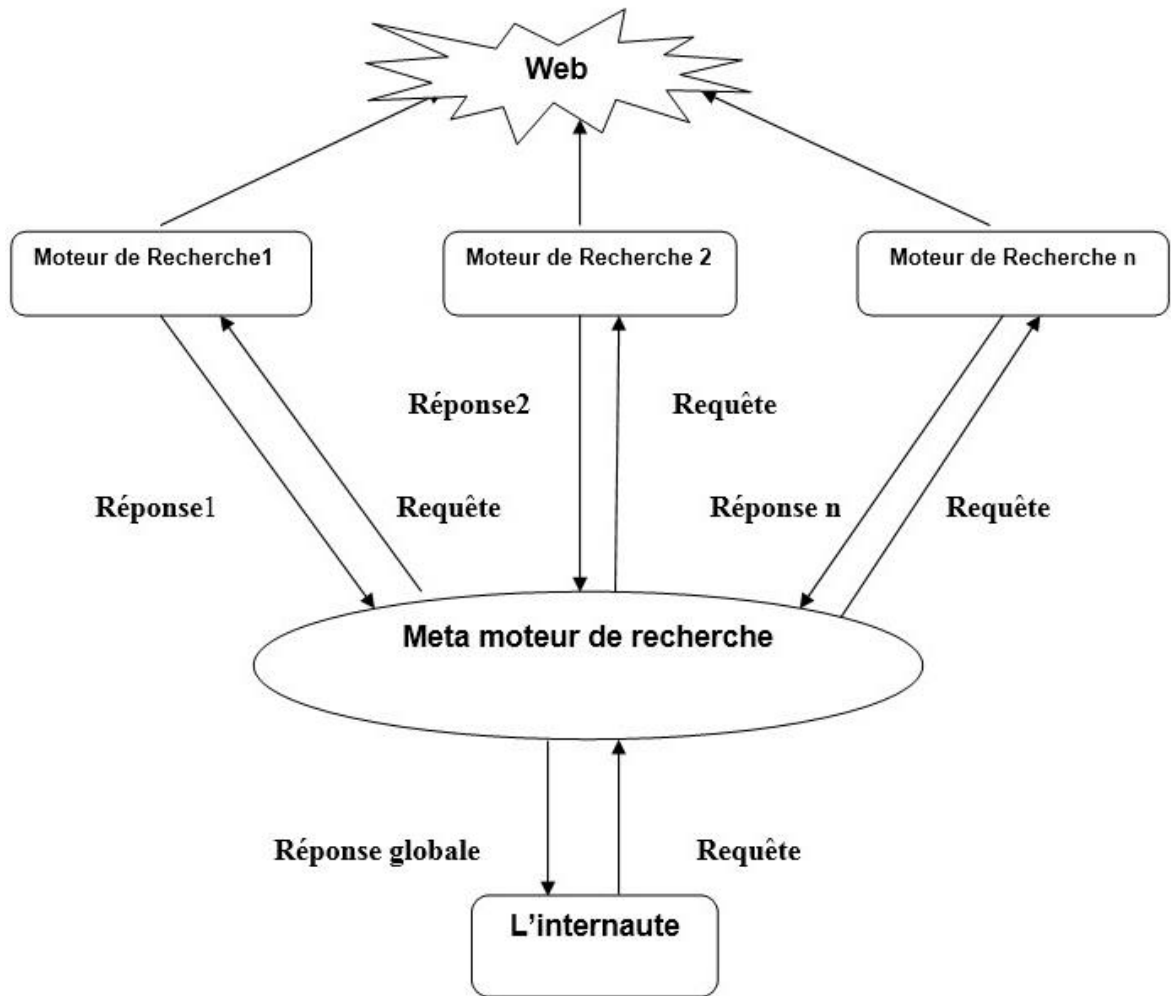 Web
Moteur de Recherche1
Moteur de Recherche 2
Moteur de Recherche n
Réponse2
Requête
Réponse1
Requête
Réponse n
Requête
Meta moteur de recherche
Réponse globale
Requête
L'internaute